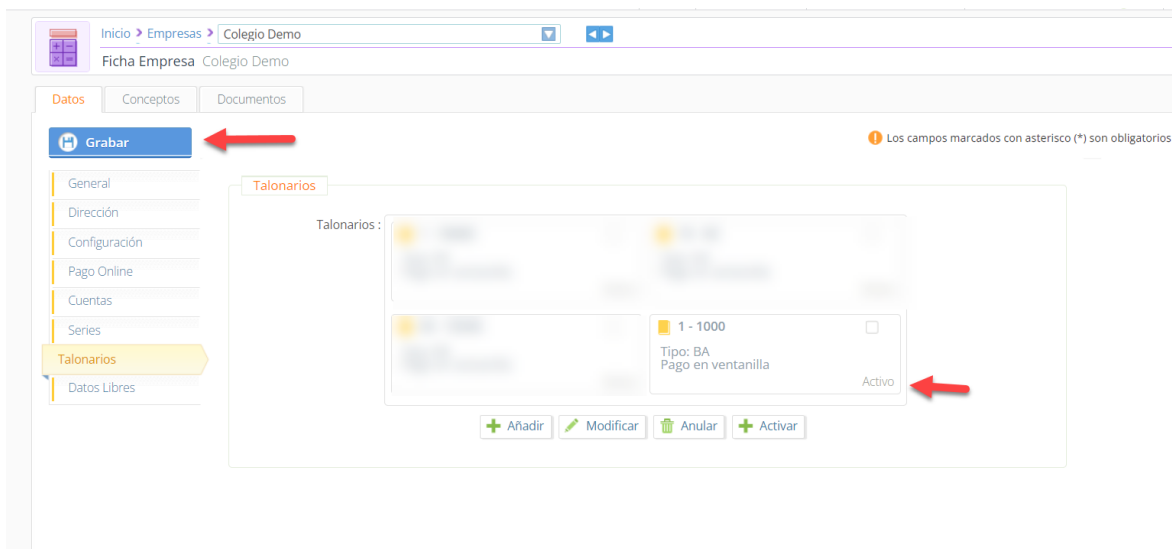 Inicio > Empresas > Colegio Demo
Ficha Empresa Colegio Demo
Datos Conceptos Documentos
Grabar
Los campos marcados con asterisco (*) son obligatorios
General
Dirección
Configuración
Pago Online
Cuentas
Series
Talonarios
Datos Libres
Talonarios
Talonarios :
1 - 1000
Tipo: BA
Pago en ventanilla
Activo
Añadir Modificar Anular Activar